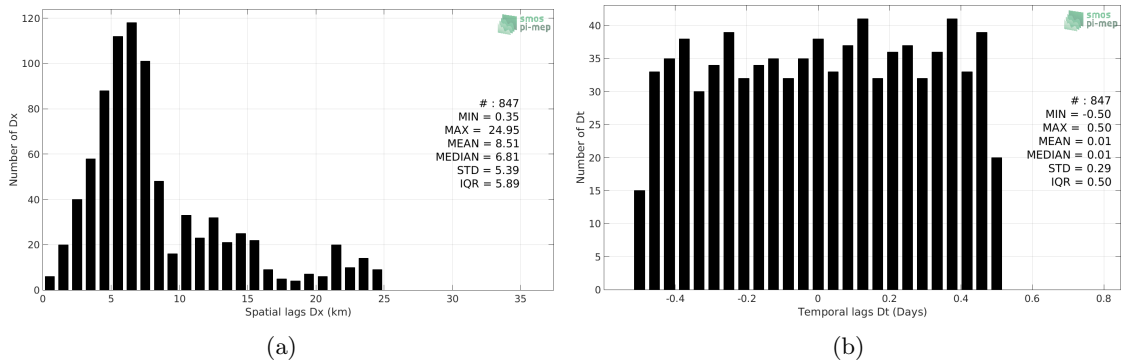 120
100
80
60
40
20
0
Number of Dx
0 5 10 15 20 25 30 35
Spatial lags Dx (km)
smos
pi-mep
# : 847
MIN = 0.35
MAX = 24.95
MEAN = 8.51
MEDIAN = 6.81
STD = 5.39
IQR = 5.89
(a)
40
35
30
25
20
15
10
5
0
Number of Dt
-0.4 -0.2 0 0.2 0.4 0.6 0.8
Temporal lags Dt (Days)
smos
pi-mep
# : 847
MIN = -0.50
MAX = 0.50
MEAN = 0.01
MEDIAN = 0.01
STD = 0.29
IQR = 0.50
(b)